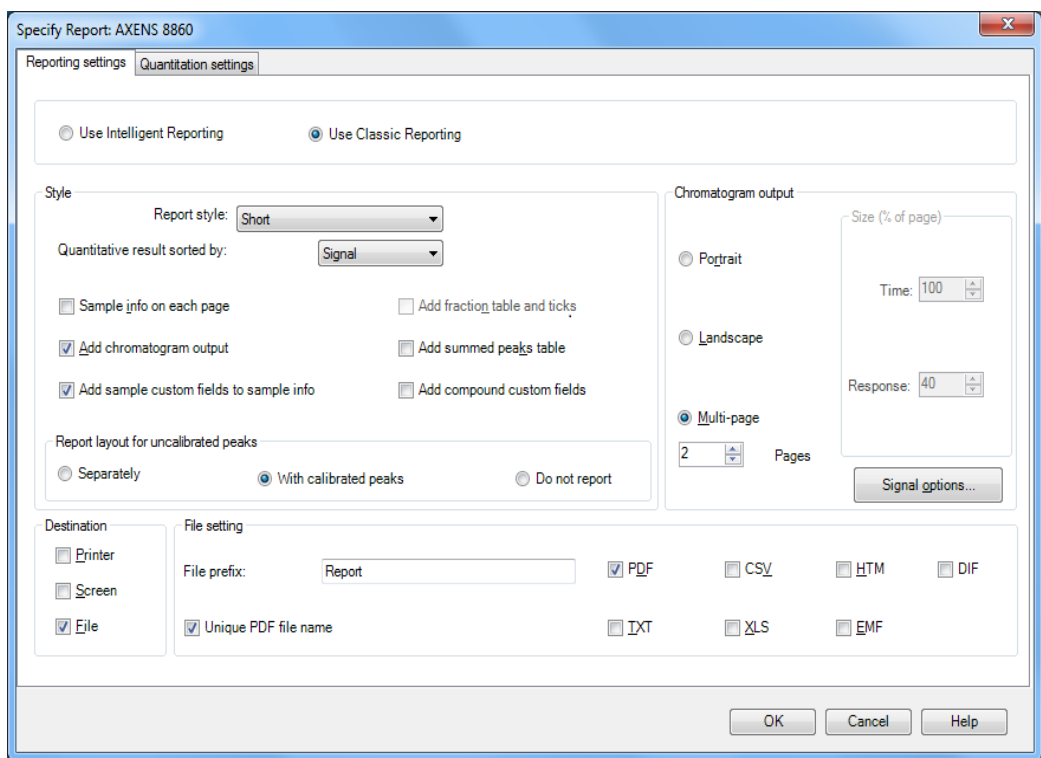 Specify Report: AXENS 8860
x
Reporting settings
Quantitation settings
Use Intelligent Reporting
Use Classic Reporting
Style
Report style:
Short
Quantitative result sorted by:
Signal
Sample info on each page
Add fraction table and ticks
Add chromatogram output
Add summed peaks table
Add sample custom fields to sample info
Add compound custom fields
Report layout for uncalibrated peaks
Separately
With calibrated peaks
Do not report
Chromatogram output
Portrait
Landscape
Multi-page
2
Pages
Size (% of page)
Time:
100
Response:
40
Signal options...
Destination
Printer
Screen
File
File setting
File prefix:
Report
PDF
CSV
HTM
DIF
Unique PDF file name
TXT
XLS
EMF
OK
Cancel
Help